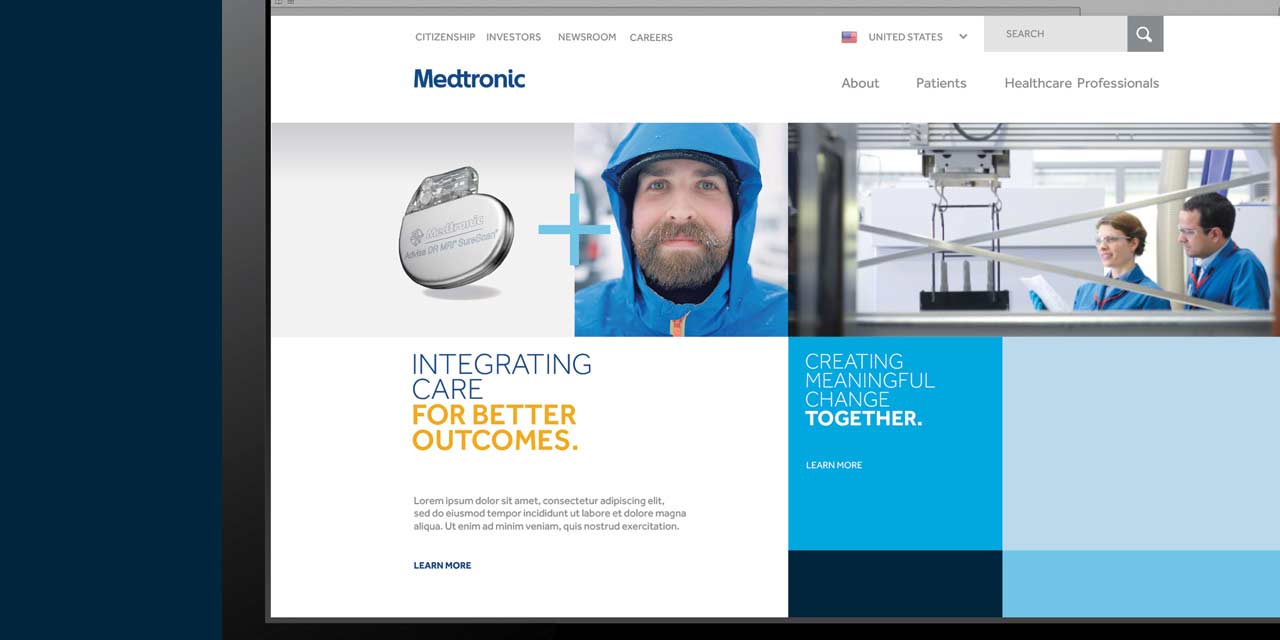 CITIZENSHIP INVESTORS NEWSROOM CAREERS
UNITED STATES
SEARCH
Medtronic
About Patients Healthcare Professionals
Medtronic
Advisa DR MRI® SureScan®
INTEGRATING
CARE
FOR BETTER
OUTCOMES.
Lorem ipsum dolor sit amet, consectetur adipiscing elit,
sed do eiusmod tempor incididunt ut labore et dolore magna
aliqua. Ut enim ad minim veniam, quis nostrud exercitation.
LEARN MORE
CREATING
MEANINGFUL
CHANGE
TOGETHER.
LEARN MORE